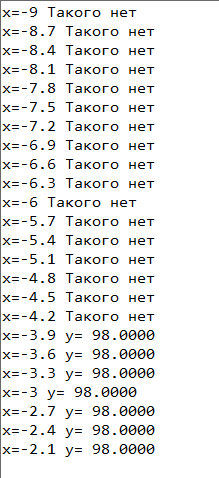 x=-9 Такого нет
x=-8.7 Такого нет
x=-8.4 Такого нет
x=-8.1 Такого нет
x=-7.8 Такого нет
x=-7.5 Такого нет
x=-7.2 Такого нет
x=-6.9 Такого нет
x=-6.6 Такого нет
x=-6.3 Такого нет
x=-6 Такого нет
x=-5.7 Такого нет
x=-5.4 Такого нет
x=-5.1 Такого нет
x=-4.8 Такого нет
x=-4.5 Такого нет
x=-4.2 Такого нет
x=-3.9 y= 98.0000
x=-3.6 y= 98.0000
x=-3.3 y= 98.0000
x=-3 y= 98.0000
x=-2.7 y= 98.0000
x=-2.4 y= 98.0000
x=-2.1 y= 98.0000